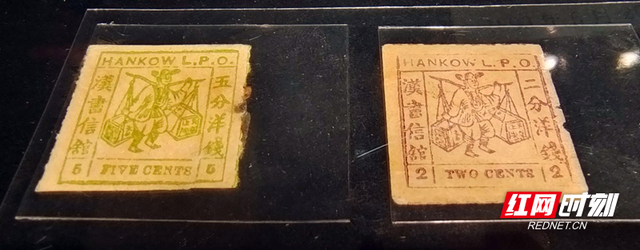 HANKOW L.P.O.
漢書信館
五分洋錢
5 FIVE CENTS 5
HANKOW L.P.O.
漢書信館
二分洋錢
2 TWO CENTS 2
红网时刻
REDNET.CN